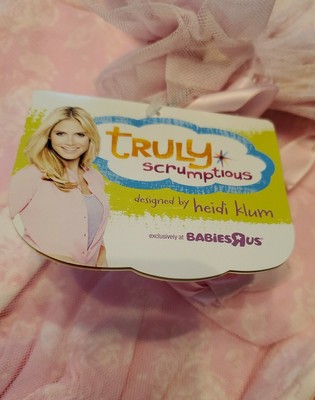 TRULY
scrumptious
designed by heidi klum
exclusively at BABIESRUS